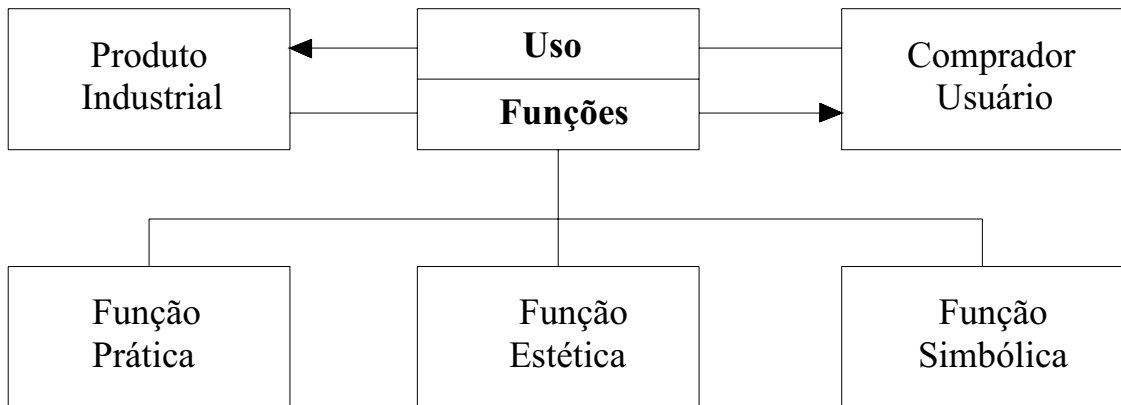 Produto
Industrial
Uso
Funções
Comprador
Usuário
Função
Prática
Função
Estética
Função
Simbólica